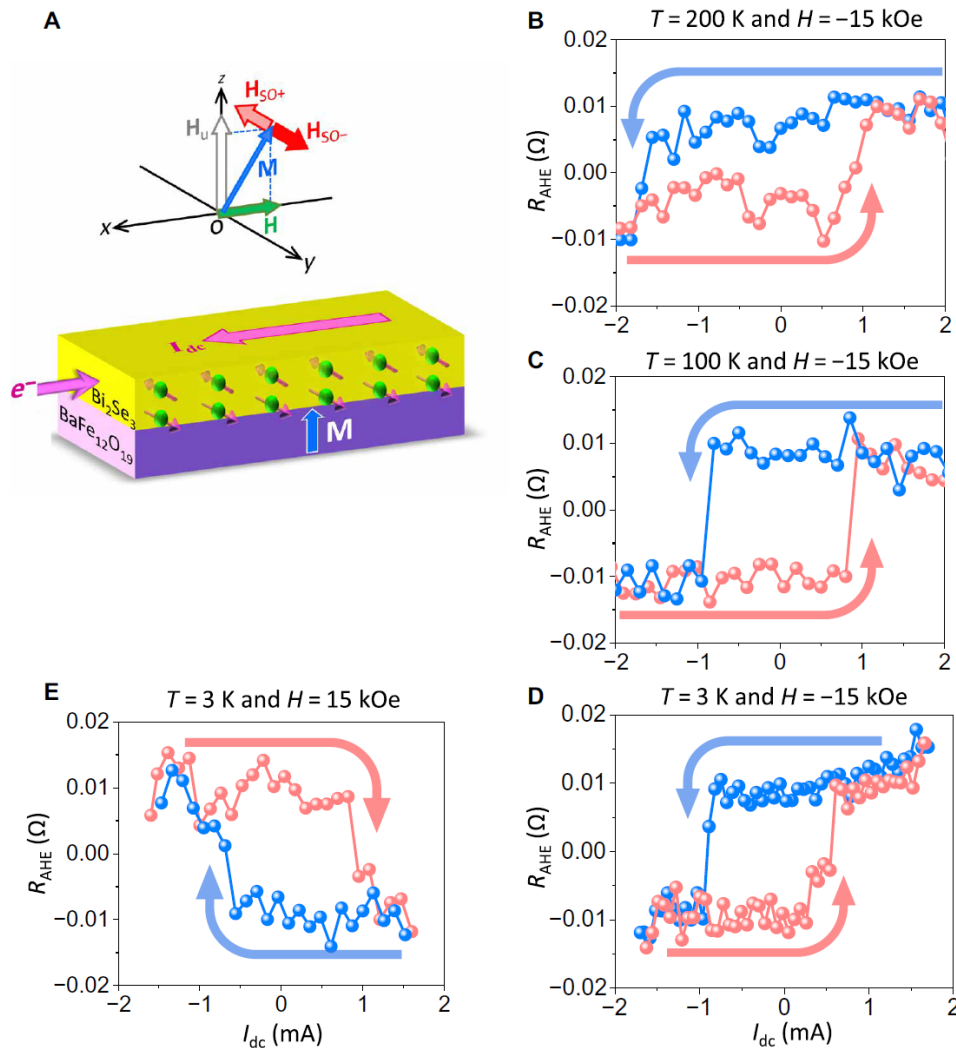 A
z
H_SO+
H_u
H_SO−
M
x
O
H
y
I_dc
e⁻
Bi₂Se₃
BaFe₁₂O₁₉
M
B
T = 200 K and H = −15 kOe
0.02
0.01
0.00
−0.01
−0.02
R_AHE (Ω)
−2 −1 0 1 2
C
T = 100 K and H = −15 kOe
0.02
0.01
0.00
−0.01
−0.02
R_AHE (Ω)
−2 −1 0 1 2
E
T = 3 K and H = 15 kOe
0.02
0.01
0.00
−0.01
−0.02
R_AHE (Ω)
−2 −1 0 1 2
I_dc (mA)
D
T = 3 K and H = −15 kOe
0.02
0.01
0.00
−0.01
−0.02
R_AHE (Ω)
−2 −1 0 1 2
I_dc (mA)